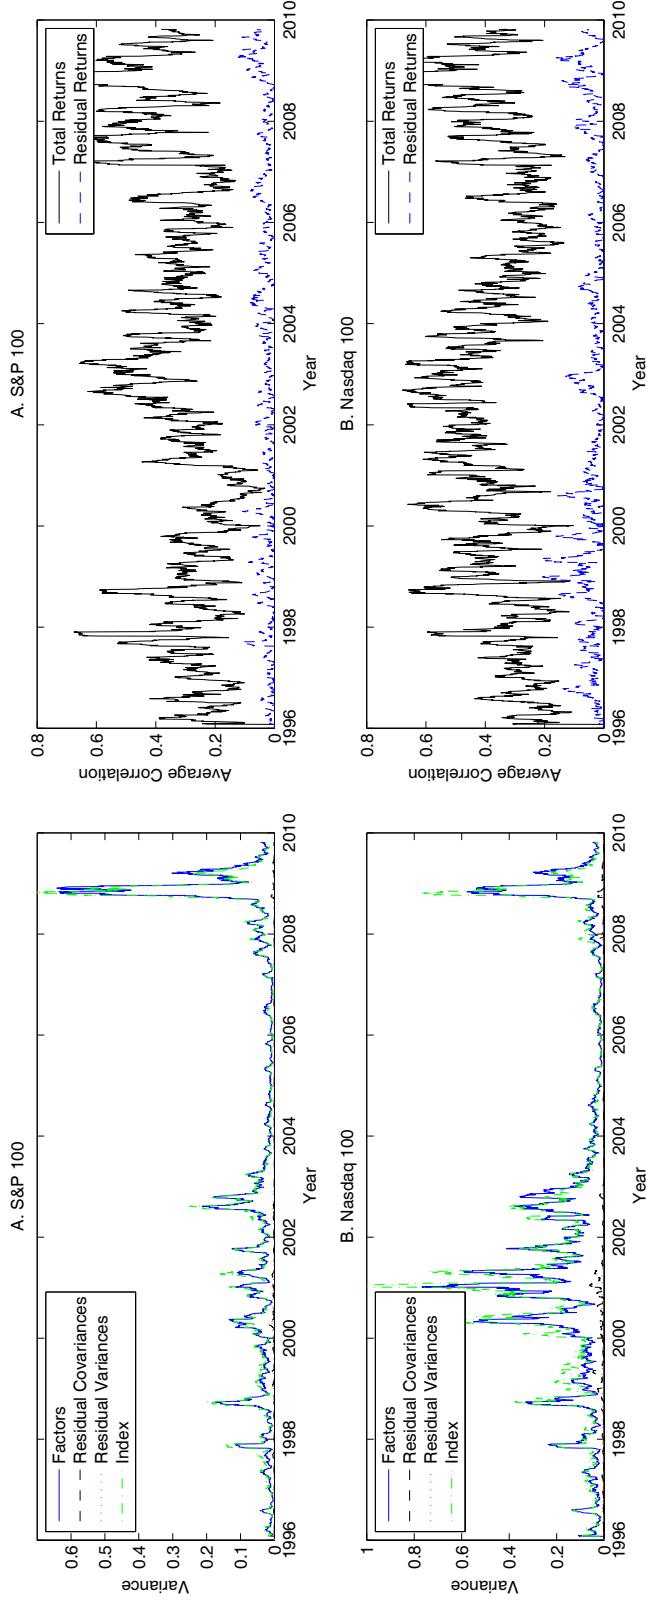 A. S&P 100
Variance
0.6
0.5
0.4
0.3
0.2
0.1
0
Factors
Residual Covariances
Residual Variances
Index
1996 1998 2000 2002 2004 2006 2008 2010
Year
B. Nasdaq 100
Variance
1
0.8
0.6
0.4
0.2
0
Factors
Residual Covariances
Residual Variances
Index
1996 1998 2000 2002 2004 2006 2008 2010
Year
A. S&P 100
Average Correlation
0.8
0.6
0.4
0.2
0
Total Returns
Residual Returns
1996 1998 2000 2002 2004 2006 2008 2010
Year
B. Nasdaq 100
Average Correlation
0.8
0.6
0.4
0.2
0
Total Returns
Residual Returns
1996 1998 2000 2002 2004 2006 2008 2010
Year